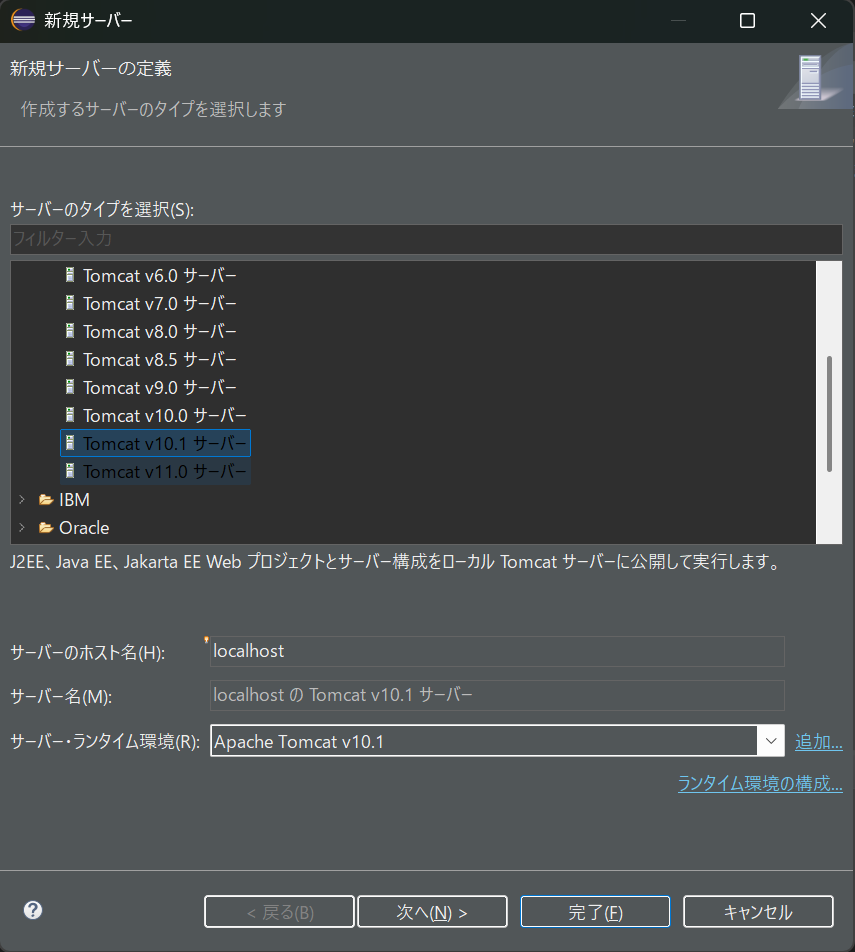 新規サーバー
新規サーバーの定義
作成するサーバーのタイプを選択します
サーバーのタイプを選択(S):
フィルター入力
Tomcat v6.0 サーバー
Tomcat v7.0 サーバー
Tomcat v8.0 サーバー
Tomcat v8.5 サーバー
Tomcat v9.0 サーバー
Tomcat v10.0 サーバー
Tomcat v10.1 サーバー
Tomcat v11.0 サーバー
IBM
Oracle
J2EE、Java EE、Jakarta EE Web プロジェクトとサーバー構成をローカル Tomcat サーバーに公開して実行します。
サーバーのホスト名(H): localhost
サーバー名(M): localhost の Tomcat v10.1 サーバー
サーバー・ランタイム環境(R): Apache Tomcat v10.1 追加...
ランタイム環境の構成...
? < 戻る(B) 次へ(N) > 完了(F) キャンセル